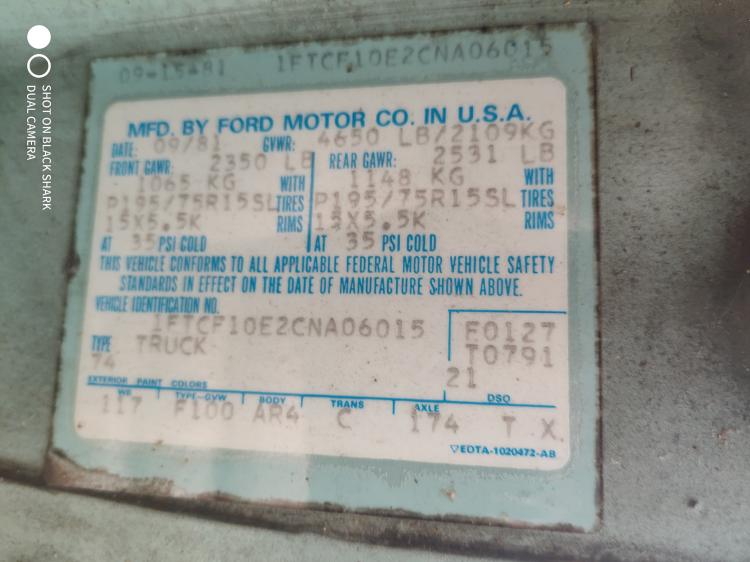 09-15-81 1FTCF10E2CNA06015
MFD. BY FORD MOTOR CO. IN U.S.A.
DATE: 09/81 GVWR: 4650 LB/2109KG
FRONT GAWR: 2350 LB REAR GAWR: 2531 LB
1065 KG WITH 1148 KG WITH
P195/75R15SL TIRES P195/75R15SL TIRES
15X5.5K RIMS 15X5.5K RIMS
AT 35 PSI COLD AT 35 PSI COLD
THIS VEHICLE CONFORMS TO ALL APPLICABLE FEDERAL MOTOR VEHICLE SAFETY
STANDARDS IN EFFECT ON THE DATE OF MANUFACTURE SHOWN ABOVE.
VEHICLE IDENTIFICATION NO.
1FTCF10E2CNA06015 F0127
TYPE TRUCK T0791
74 21
EXTERIOR PAINT COLORS DSO
WB TYPE-GVW BODY TRANS AXLE
117 F100 AR4 C 174 T X
▽EOTA-1020472-AB
SHOT ON BLACK SHARK
DUAL CAMERA